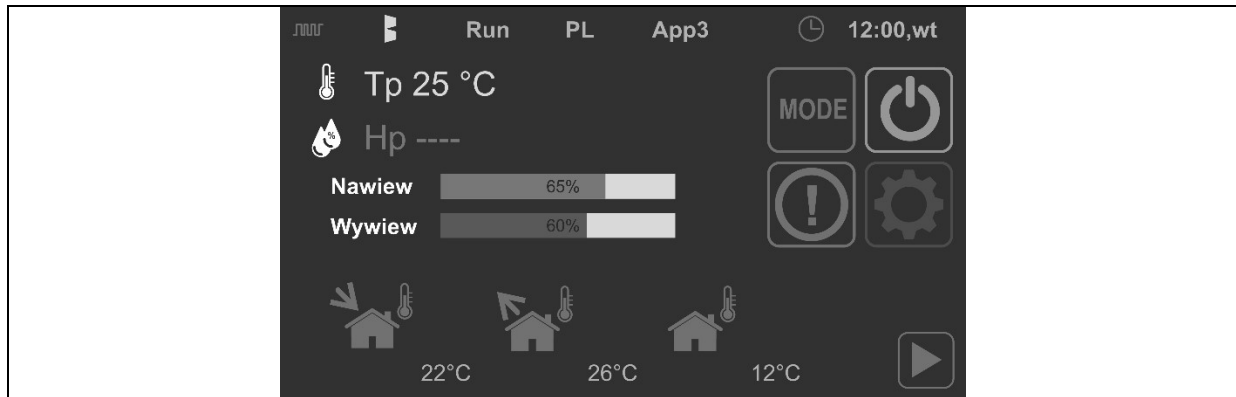 Run PL App3 12:00,wt
Tp 25 °C
MODE
Hp ----
Nawiew 65%
Wywiew 60%
22°C 26°C 12°C